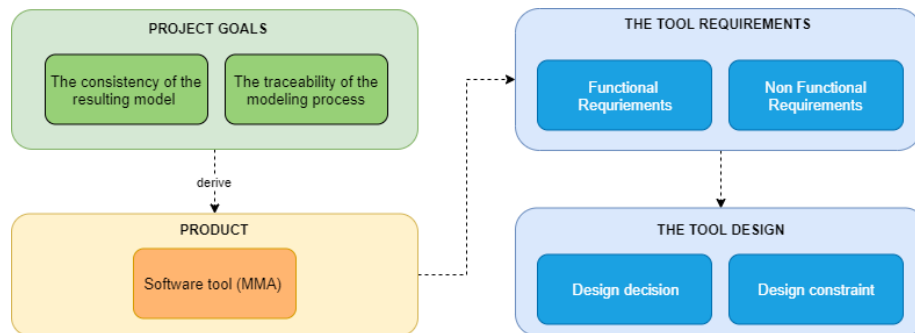 PROJECT GOALS
The consistency of the
resulting model
The traceability of the
modeling process
derive
PRODUCT
Software tool (MMA)
THE TOOL REQUIREMENTS
Functional
Requriements
Non Functional
Requirements
THE TOOL DESIGN
Design decision
Design constraint